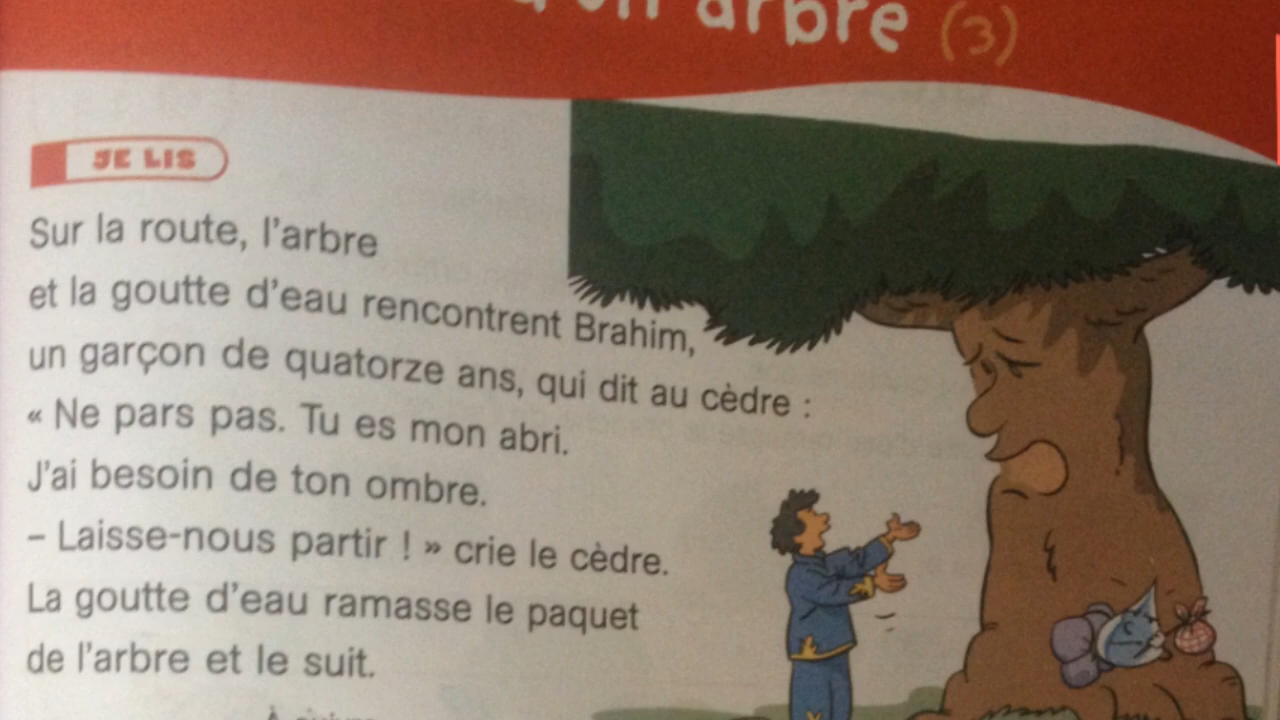 arbre (3)
JE LIS
Sur la route, l'arbre
et la goutte d'eau rencontrent Brahim,
un garçon de quatorze ans, qui dit au cèdre :
« Ne pars pas. Tu es mon abri.
J'ai besoin de ton ombre.
– Laisse-nous partir ! » crie le cèdre.
La goutte d'eau ramasse le paquet
de l'arbre et le suit.